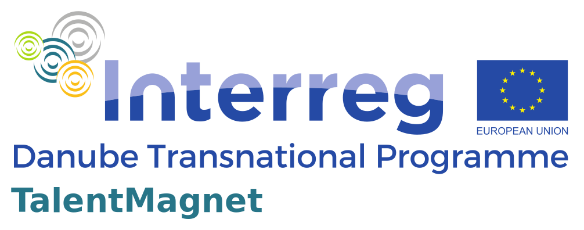 Interreg
EUROPEAN UNION
Danube Transnational Programme
TalentMagnet